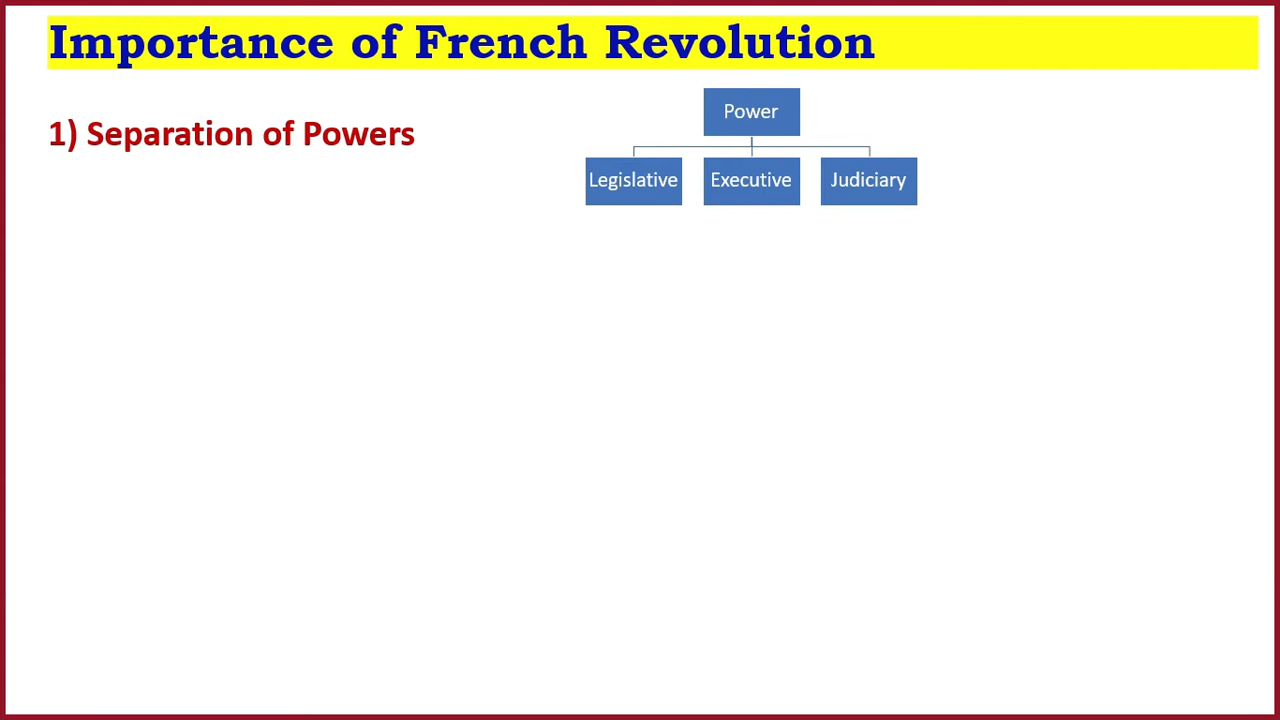 Importance of French Revolution
1) Separation of Powers
Power
Legislative
Executive
Judiciary